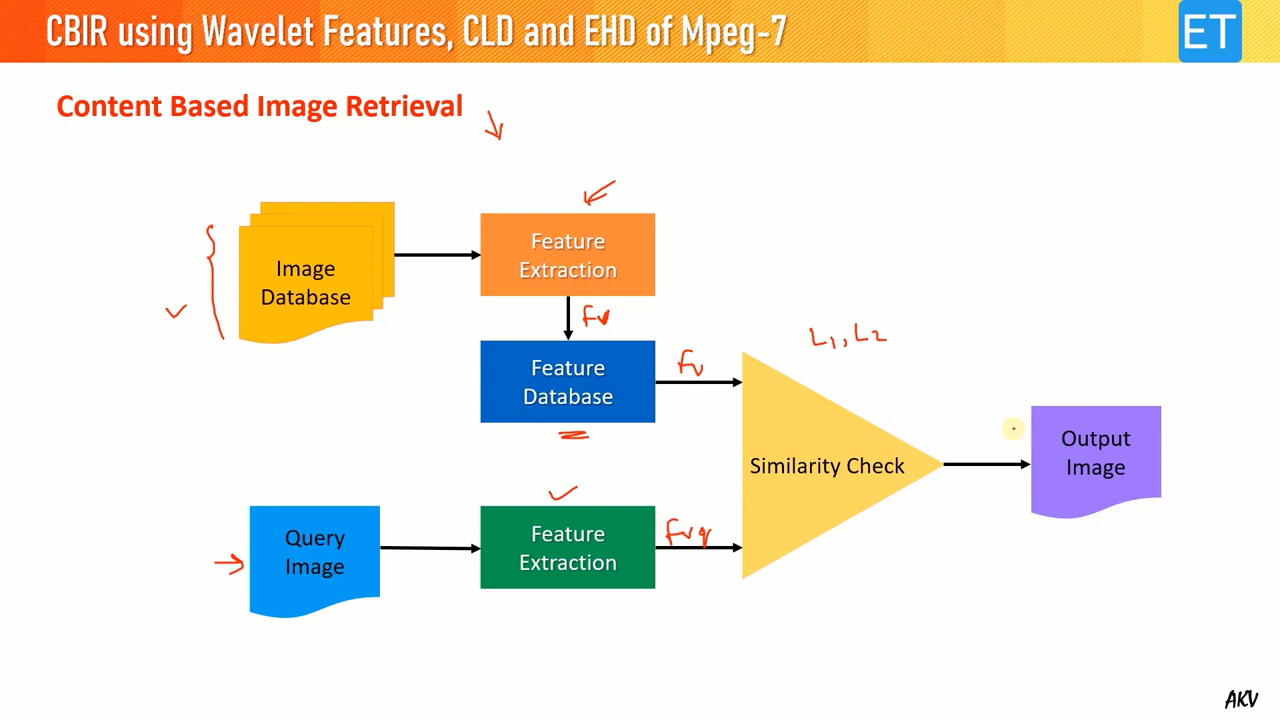 CBIR using Wavelet Features, CLD and EHD of Mpeg-7
ET
Content Based Image Retrieval
Image
Database
Feature
Extraction
Fv
Feature
Database
Fv
L1, L2
Similarity Check
Output
Image
Query
Image
Feature
Extraction
Fvq
AKV